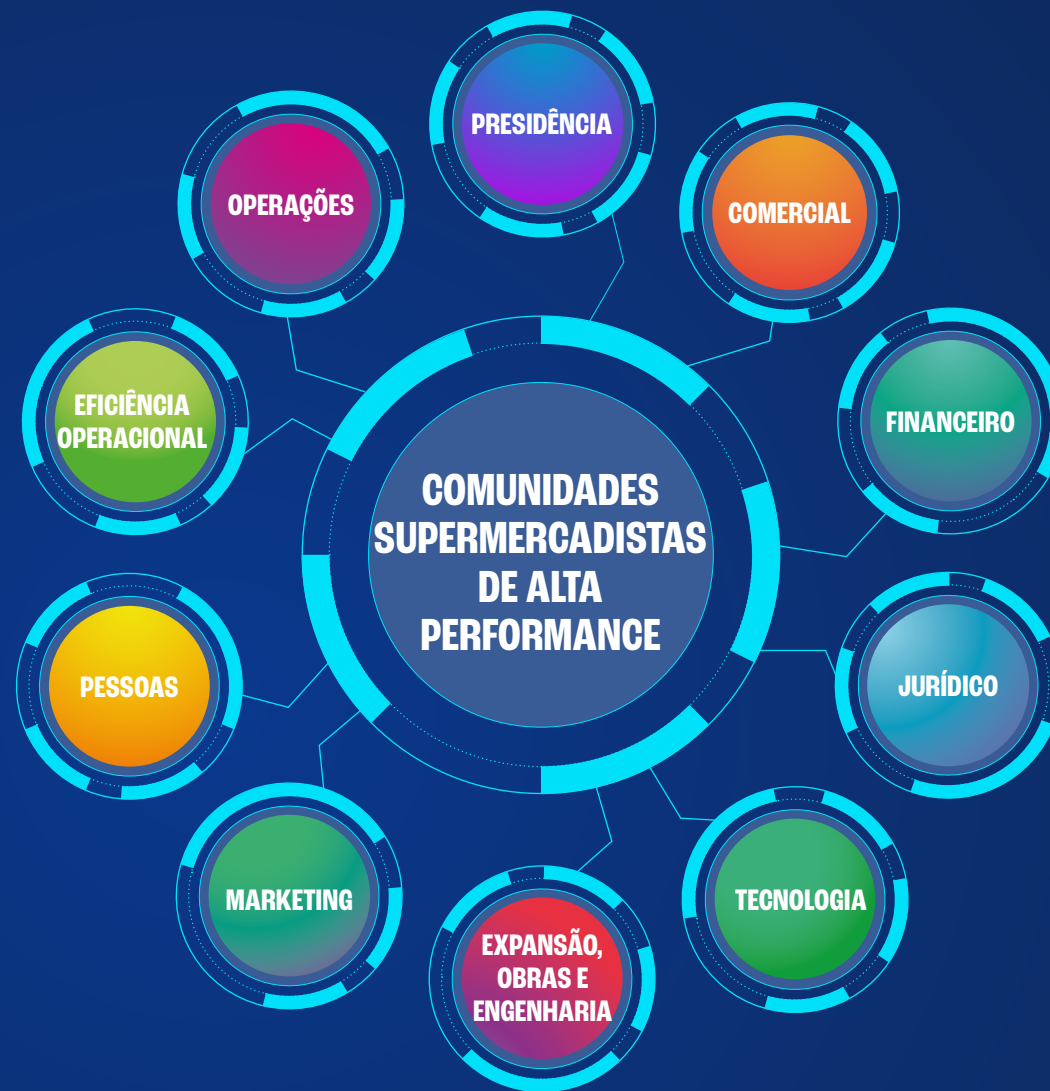 PRESIDÊNCIA
OPERAÇÕES
COMERCIAL
EFICIÊNCIA
OPERACIONAL
FINANCEIRO
COMUNIDADES
SUPERMERCADISTAS
DE ALTA
PERFORMANCE
PESSOAS
JURÍDICO
MARKETING
TECNOLOGIA
EXPANSÃO,
OBRAS E
ENGENHARIA